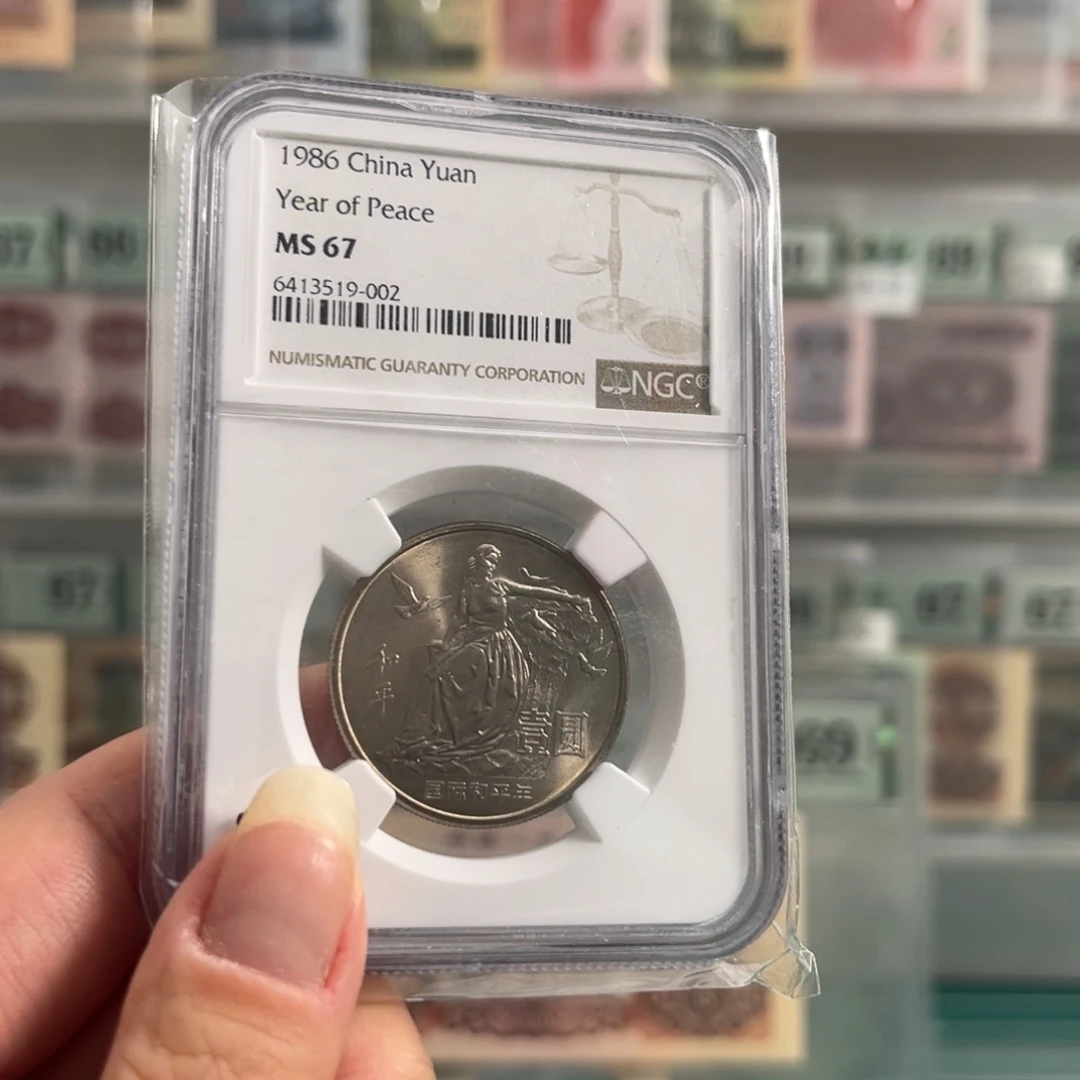 1986 China Yuan
Year of Peace
MS 67
6413519-002
NUMISMATIC GUARANTY CORPORATION
NGC®
和
平
壹圆
国际和平年
69